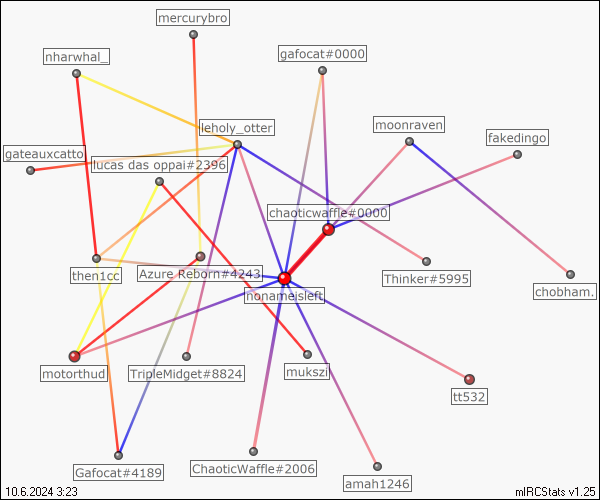 mercurybro
nharwhal_
gafocat#0000
leholy_otter
moonraven
fakedingo
gateauxcatto
lucas das oppai#2396
chaoticwaffle#0000
then1cc
Azure_Reborn#4243
Thinker#5995
chobham.
nonameisleft
motorthud
TripleMidget#8824
mukszi
tt532
Gafocat#4189
ChaoticWaffle#2006
amah1246
10.6.2024 3:23
mIRCStats v1.25